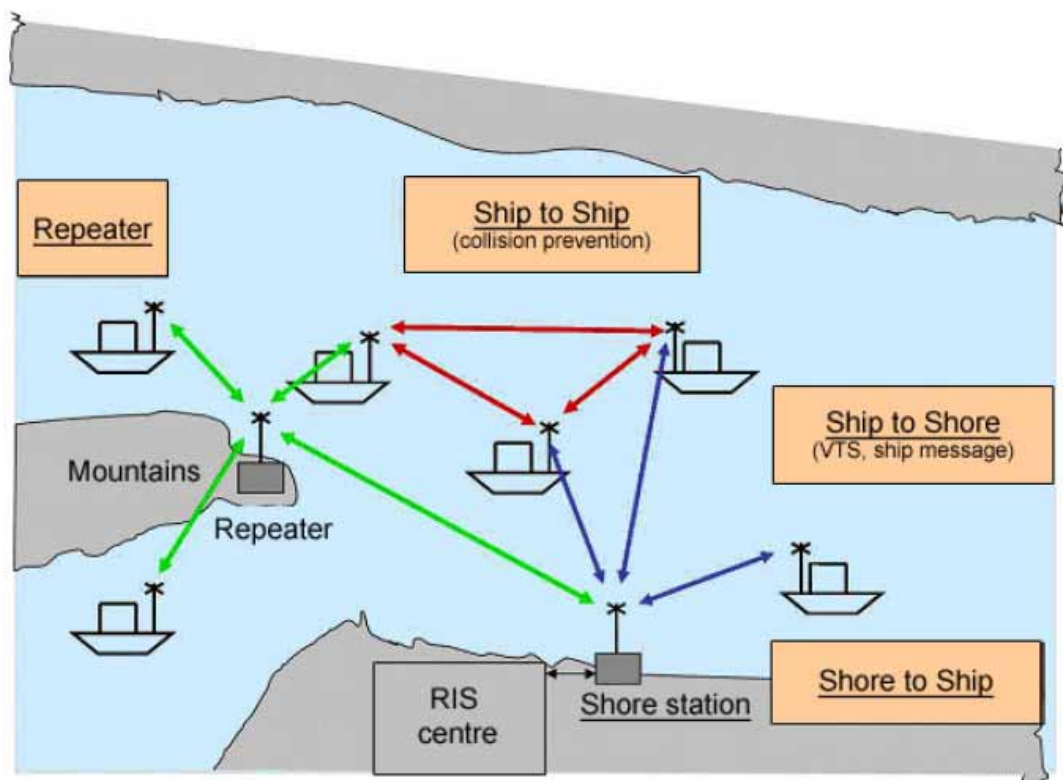 Repeater
Ship to Ship
(collision prevention)
Mountains
Repeater
Ship to Shore
(VTS, ship message)
RIS
centre
Shore station
Shore to Ship